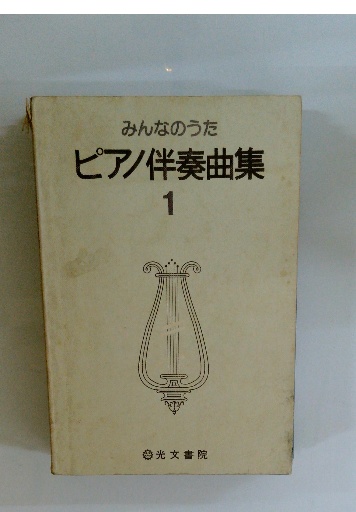 みんなのうた
ピアノ伴奏曲集
1
光文書院